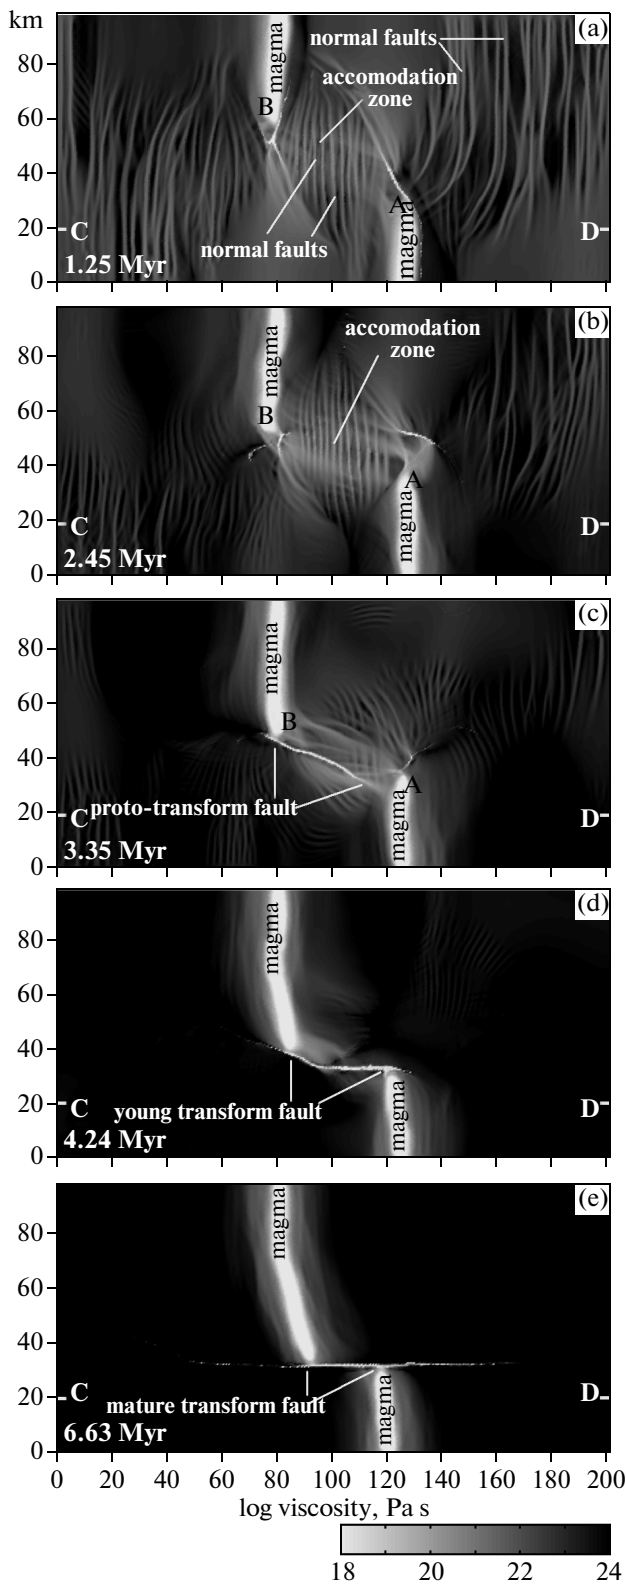 km
(a)
normal faults
magma
accomodation
zone
B
80
60
40
A
magma
20
C
D
normal faults
1.25 Myr
0
(b)
accomodation
zone
magma
80
B
60
40
A
magma
20
C
D
2.45 Myr
0
(c)
magma
80
60
B
40
A
magma
proto-transform fault
20
C
D
3.35 Myr
0
(d)
magma
80
60
40
magma
20
C
young transform fault
D
4.24 Myr
0
(e)
magma
80
60
40
magma
20
C
mature transform fault
D
6.63 Myr
0
0 20 40 60 80 100 120 140 160 180 200
log viscosity, Pa s
18 20 22 24